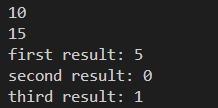 10
15
first result: 5
second result: 0
third result: 1